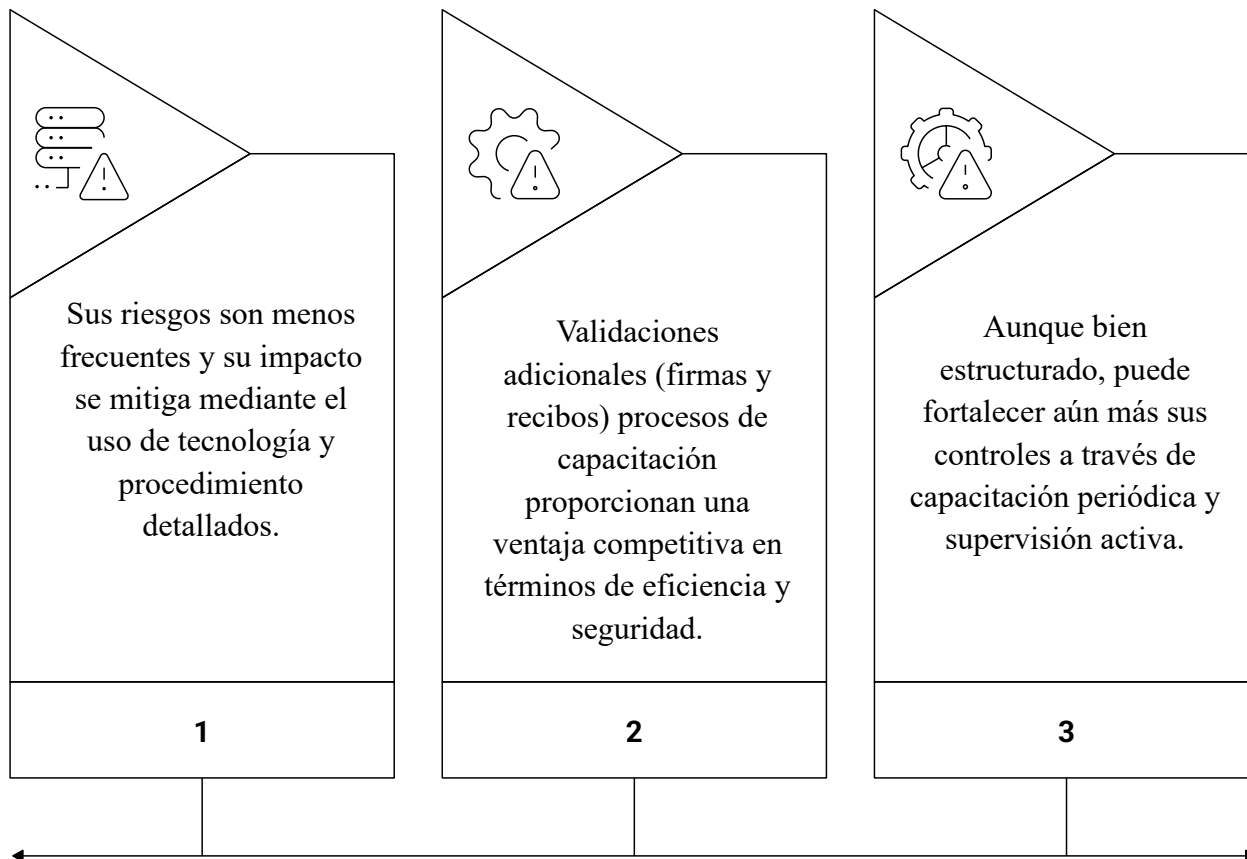 Sus riesgos son menos
frecuentes y su impacto
se mitiga mediante el
uso de tecnología y
procedimiento
detallados.
1
Validaciones
adicionales (firmas y
recibos) procesos de
capacitación
proporcionan una
ventaja competitiva en
términos de eficiencia y
seguridad.
2
Aunque bien
estructurado, puede
fortalecer aún más sus
controles a través de
capacitación periódica y
supervisión activa.
3